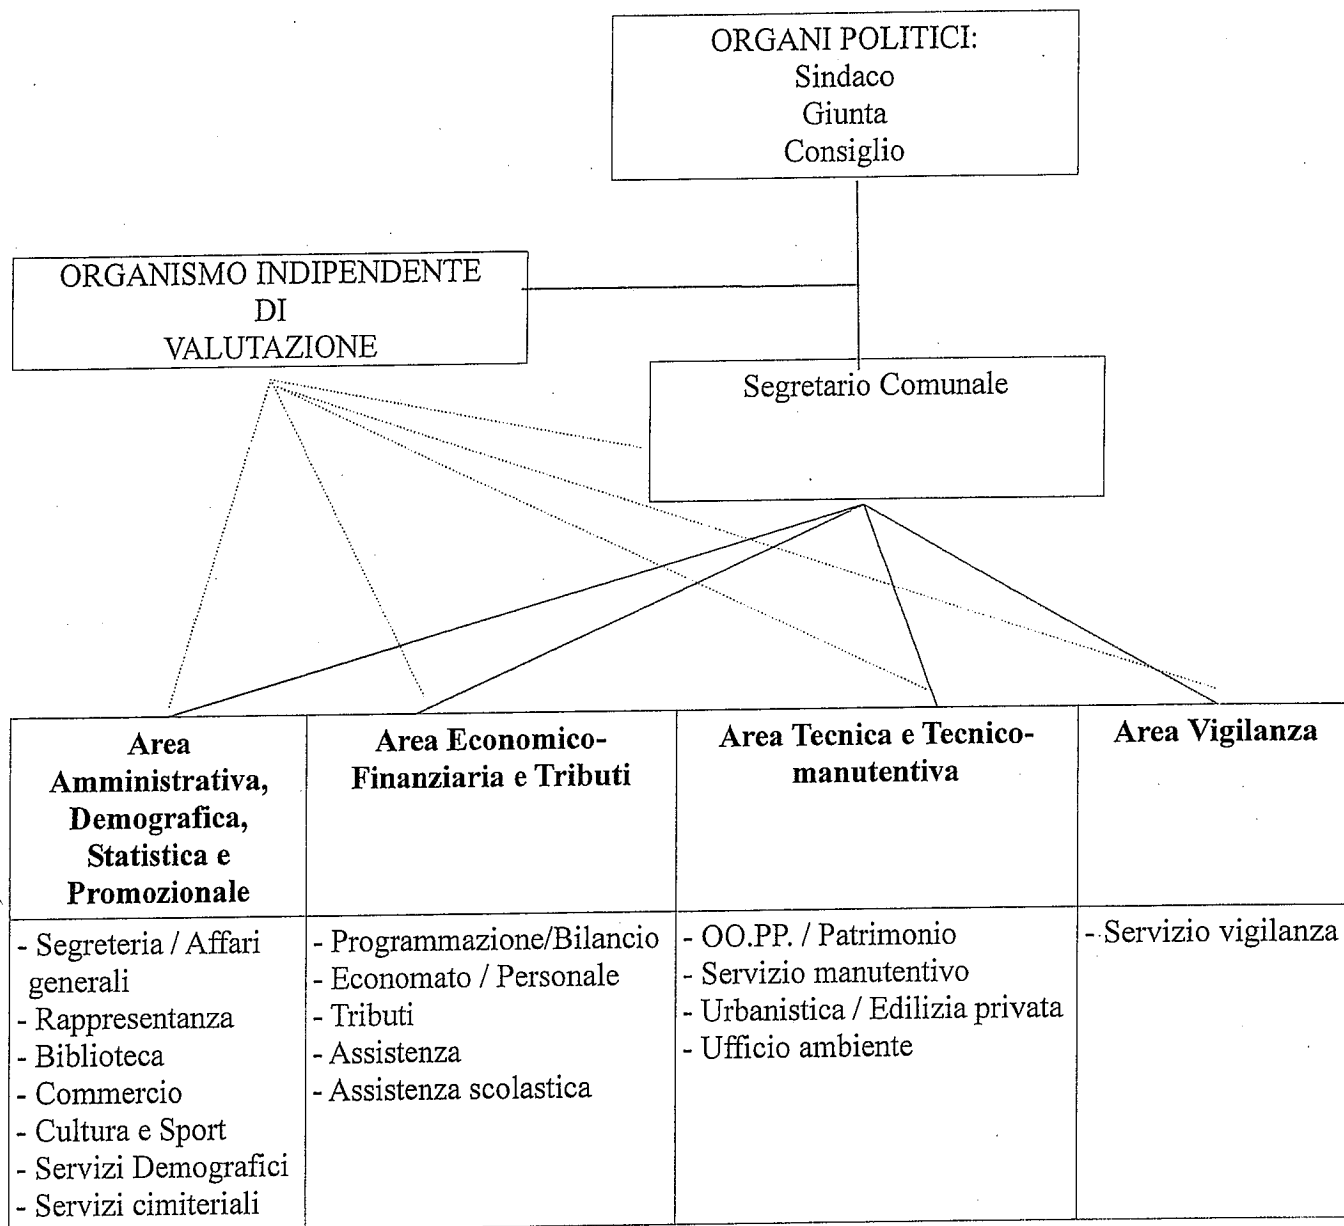 ORGANI POLITICI:
Sindaco
Giunta
Consiglio
ORGANISMO INDIPENDENTE
DI
VALUTAZIONE
Segretario Comunale
Area
Amministrativa,
Demografica,
Statistica e
Promozionale
Area Economico-
Finanziaria e Tributi
Area Tecnica e Tecnico-
manutentiva
Area Vigilanza
- Segreteria / Affari
generali
- Rappresentanza
- Biblioteca
- Commercio
- Cultura e Sport
- Servizi Demografici
- Servizi cimiteriali
- Programmazione/Bilancio
- Economato / Personale
- Tributi
- Assistenza
- Assistenza scolastica
- OO.PP. / Patrimonio
- Servizio manutentivo
- Urbanistica / Edilizia privata
- Ufficio ambiente
- Servizio vigilanza